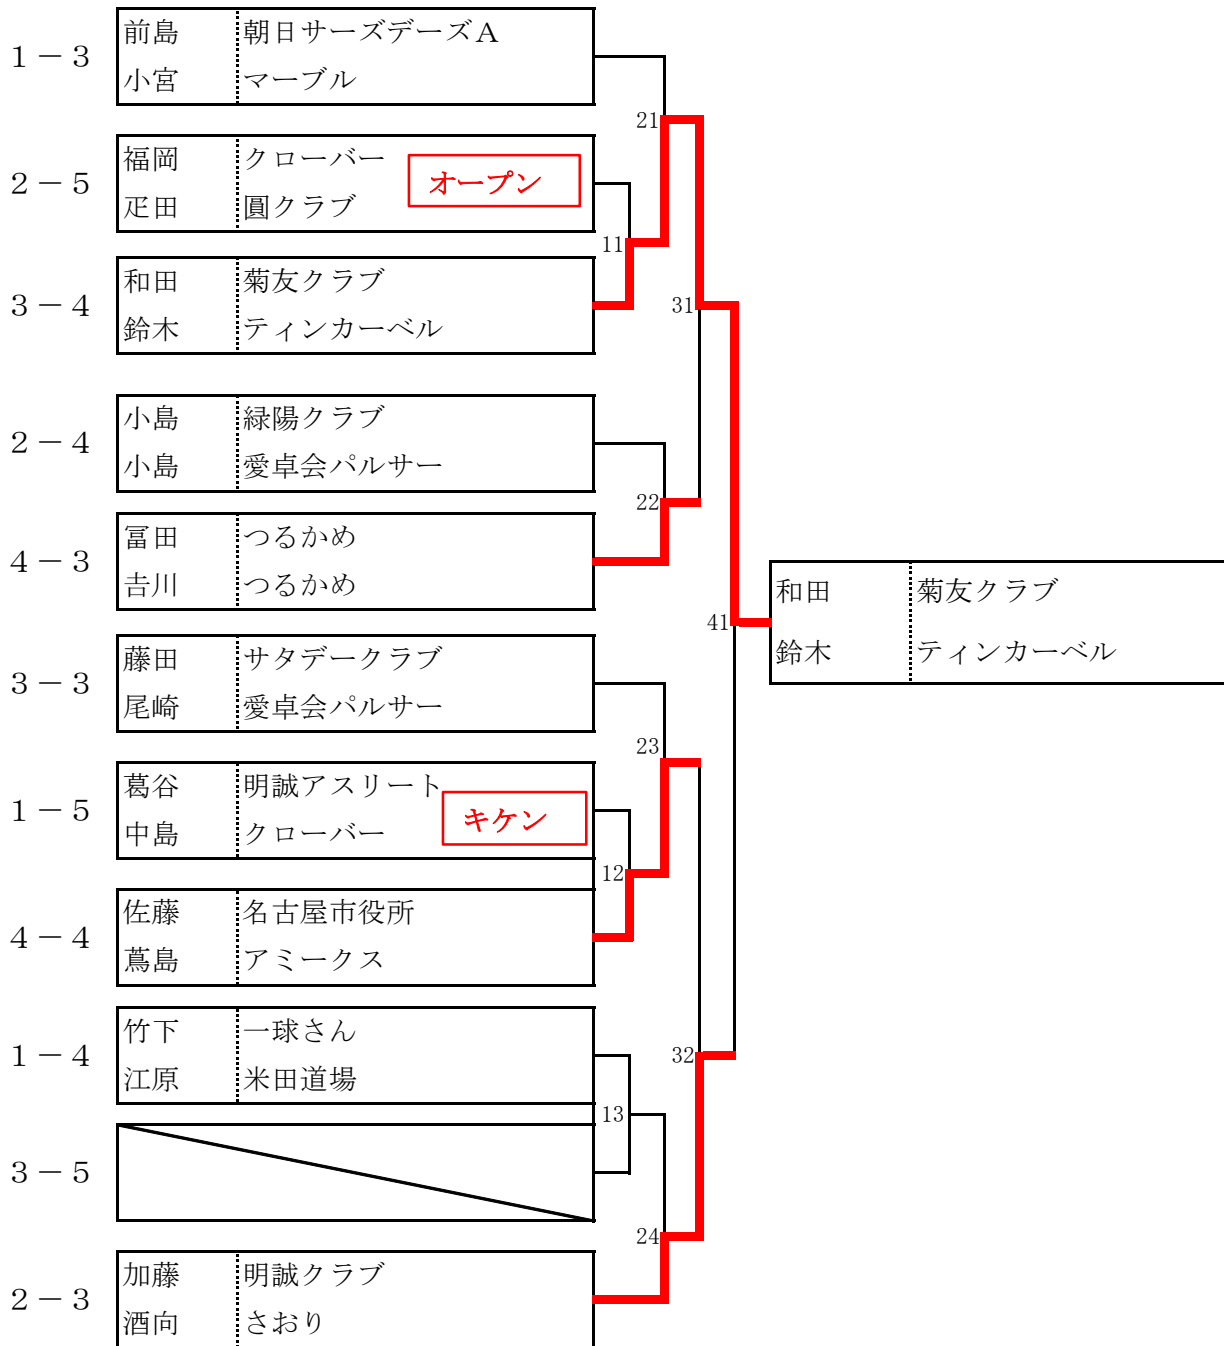 1－3
前島 朝日サーズデーズA
小宮 マーブル
21
2－5
福岡 クローバー
疋田 圓クラブ
オープン
11
3－4
和田 菊友クラブ
鈴木 ティンカーベル
31
2－4
小島 緑陽クラブ
小島 愛卓会パルサー
22
4－3
冨田 つるかめ
𠮷川 つるかめ
41
和田 菊友クラブ
鈴木 ティンカーベル
3－3
藤田 サタデークラブ
尾崎 愛卓会パルサー
23
1－5
葛谷 明誠アスリート
中島 クローバー
キケン
12
4－4
佐藤 名古屋市役所
蔦島 アミークス
1－4
竹下 一球さん
江原 米田道場
32
13
3－5
24
2－3
加藤 明誠クラブ
酒向 さおり